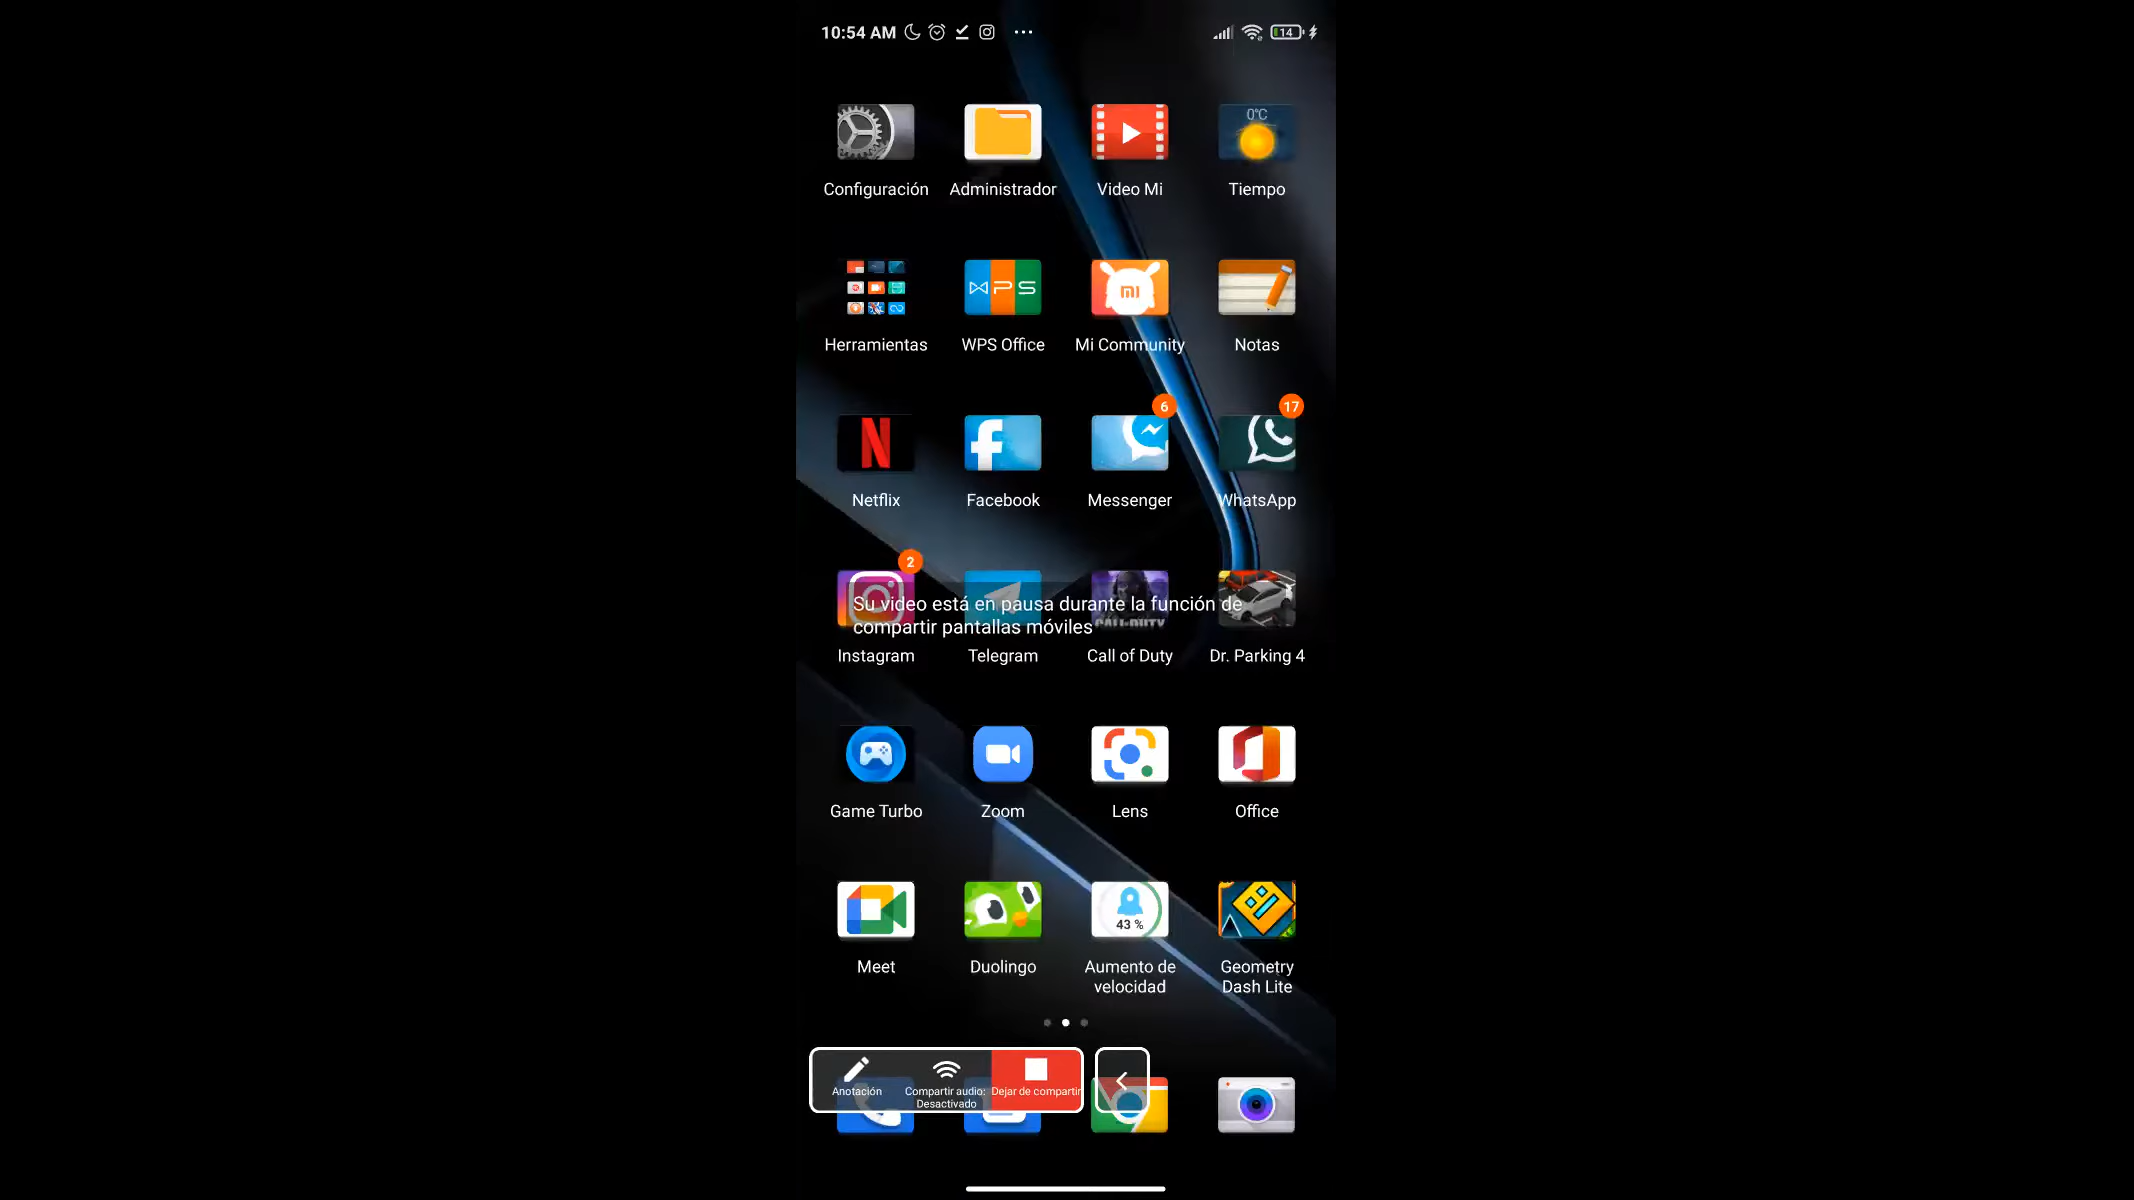 10:54 AM
14
0°C
Configuración
Administrador
Video Mi
Tiempo
WPS
mi
Herramientas
WPS Office
Mi Community
Notas
6
17
N
Netflix
Facebook
Messenger
WhatsApp
2
Su video está en pausa durante la función de
compartir pantallas móviles
CALL·DUTY
Instagram
Telegram
Call of Duty
Dr. Parking 4
Game Turbo
Zoom
Lens
Office
43 %
Meet
Duolingo
Aumento de
velocidad
Geometry
Dash Lite
Anotación
Compartir audio:
Desactivado
Dejar de compartir